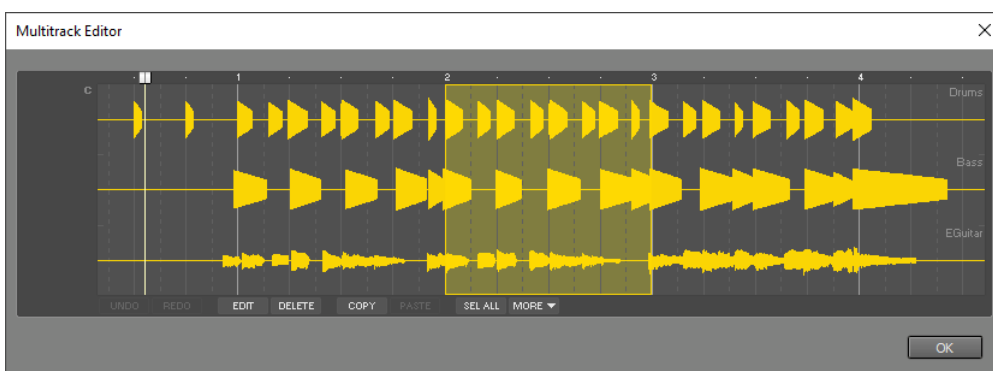 Multitrack Editor
1 2 3 4
C
Drums
Bass
EGuitar
UNDO REDO EDIT DELETE COPY PASTE SEL ALL MORE
OK